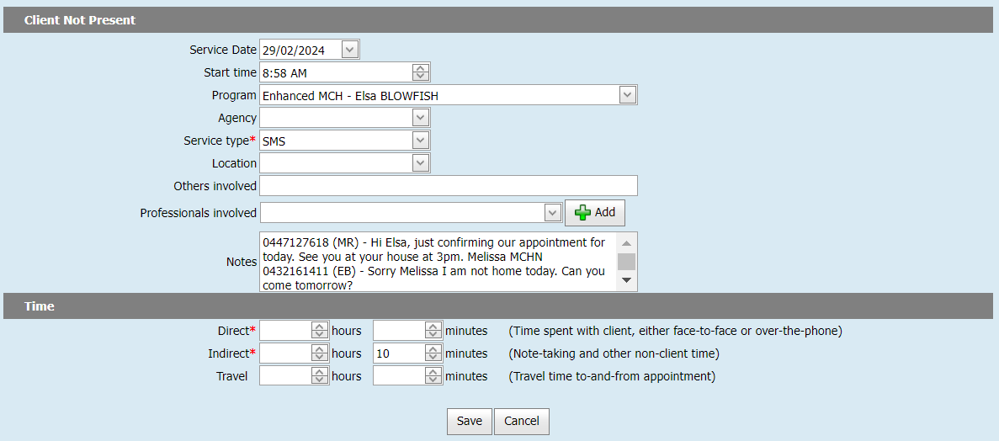 Client Not Present
Service Date 29/02/2024
Start time 8:58 AM
Program Enhanced MCH - Elsa BLOWFISH
Agency
Service type* SMS
Location
Others involved
Professionals involved Add
Notes
0447127618 (MR) - Hi Elsa, just confirming our appointment for
today. See you at your house at 3pm. Melissa MCHN
0432161411 (EB) - Sorry Melissa I am not home today. Can you
come tomorrow?
Time
Direct* hours minutes (Time spent with client, either face-to-face or over-the-phone)
Indirect* hours 10 minutes (Note-taking and other non-client time)
Travel hours minutes (Travel time to-and-from appointment)
Save Cancel